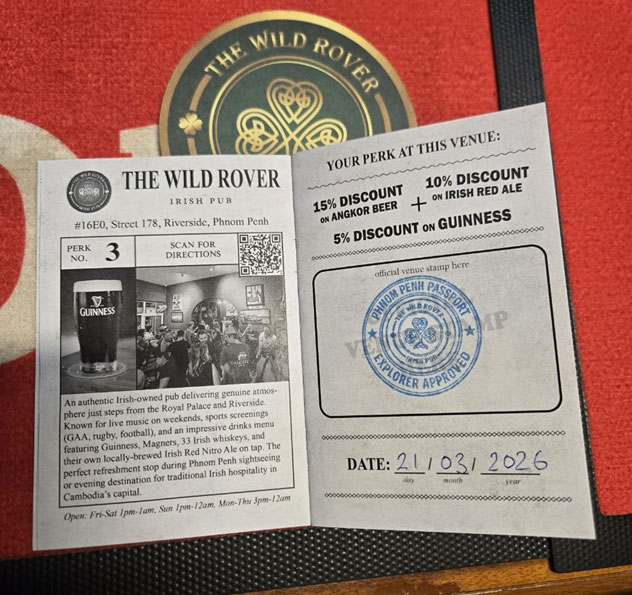 THE WILD ROVER
THE WILD ROVER
IRISH PUB
#16E0, Street 178, Riverside, Phnom Penh
PERK
NO. 3
SCAN FOR
DIRECTIONS
GUINNESS
An authentic Irish-owned pub delivering genuine atmos-
phere just steps from the Royal Palace and Riverside.
Known for live music on weekends, sports screenings
(GAA, rugby, football), and an impressive drinks menu
featuring Guinness, Magners, 33 Irish whiskeys, and
their own locally-brewed Irish Red Nitro Ale on tap. The
perfect refreshment stop during Phnom Penh sightseeing
or evening destination for traditional Irish hospitality in
Cambodia's capital.
Open: Fri-Sat 1pm-1am, Sun 1pm-12am, Mon-Thu 3pm-12am
YOUR PERK AT THIS VENUE:
15% DISCOUNT
ON ANGKOR BEER
+
10% DISCOUNT
ON IRISH RED ALE
5% DISCOUNT ON GUINNESS
official venue stamp here
PHNOM PENH PASSPORT
THE WILD ROVER
IRISH PUB
EXPLORER APPROVED
DATE: 21 / 03 / 2026
day month year